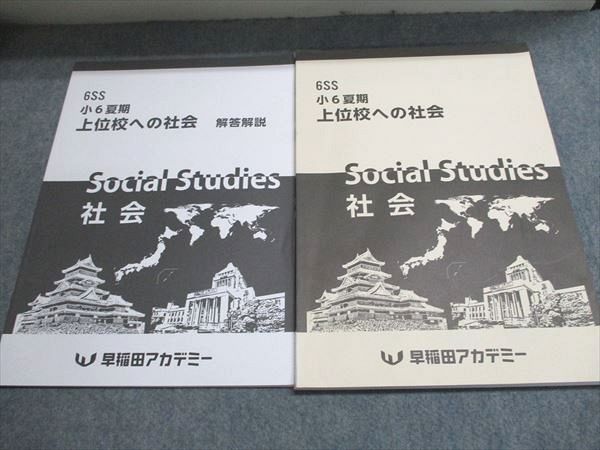 6SS
小6夏期
上位校への社会 解答解説
Social Studies
社会
早稲田アカデミー
6SS
小6夏期
上位校への社会
Social Studies
社会
早稲田アカデミー